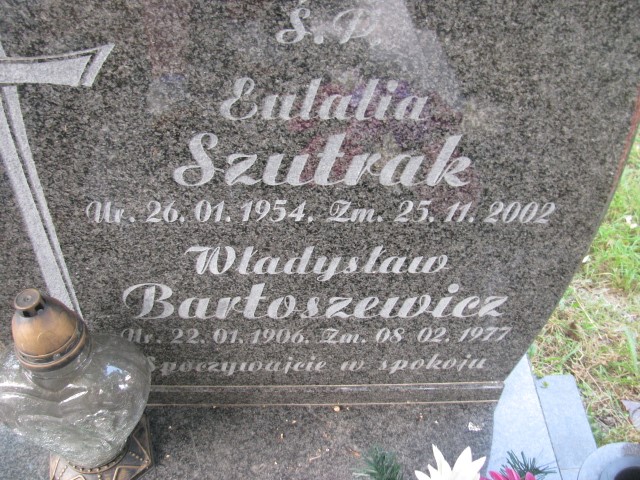 Ś. P.
Eulalia
Szutrak
Ur. 26. 01. 1954. Zm. 25. 11. 2002
Władysław
Bartoszewicz
Ur. 22. 01. 1906. Zm. 08 02. 1977
Spoczywajcie w spokoju